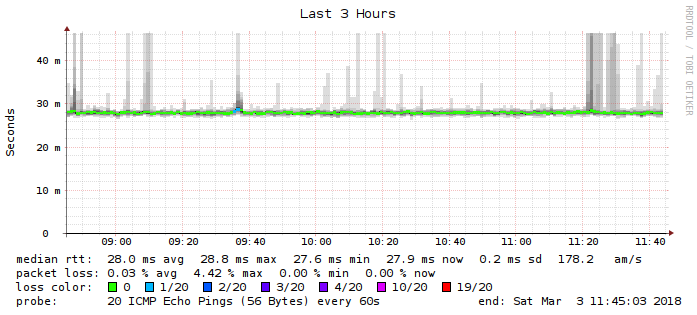 Last 3 Hours
RRDTOOL / TOBI OETIKER
Seconds
40 m
30 m
20 m
10 m
0
09:00 09:20 09:40 10:00 10:20 10:40 11:00 11:20 11:40
median rtt: 28.0 ms avg 28.8 ms max 27.6 ms min 27.9 ms now 0.2 ms sd 178.2 am/s
packet loss: 0.03 % avg 4.42 % max 0.00 % min 0.00 % now
loss color: 0 1/20 2/20 3/20 4/20 10/20 19/20
probe: 20 ICMP Echo Pings (56 Bytes) every 60s end: Sat Mar 3 11:45:03 2018